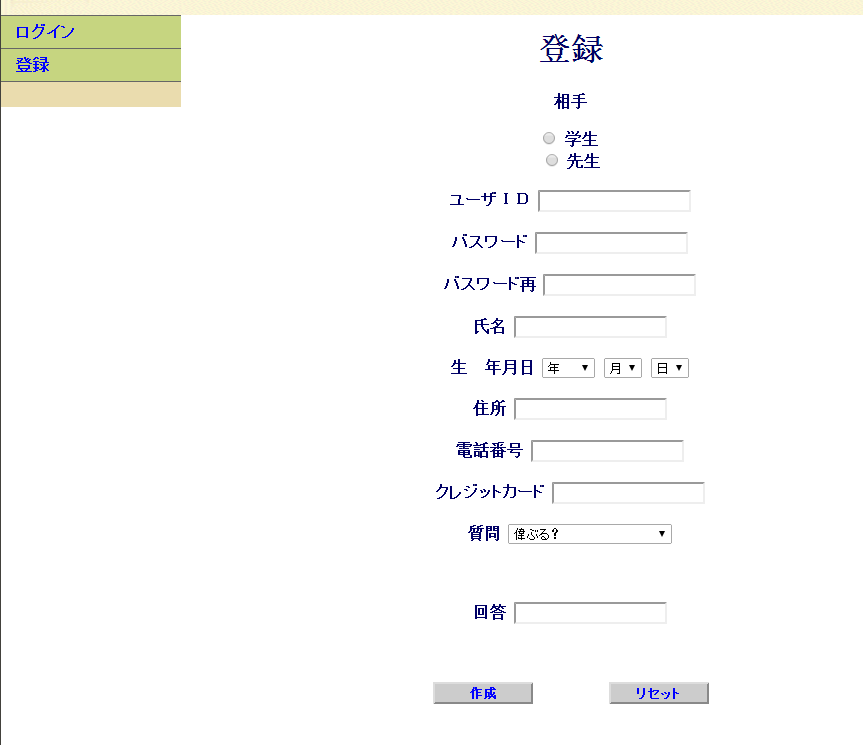 ログイン
登録
登録
相手
学生
先生
ユーザＩＤ
パスワード
パスワード再
氏名
生　年月日 年 月 日
住所
電話番号
クレジットカード
質問 偉ぶる？
回答
作成 リセット